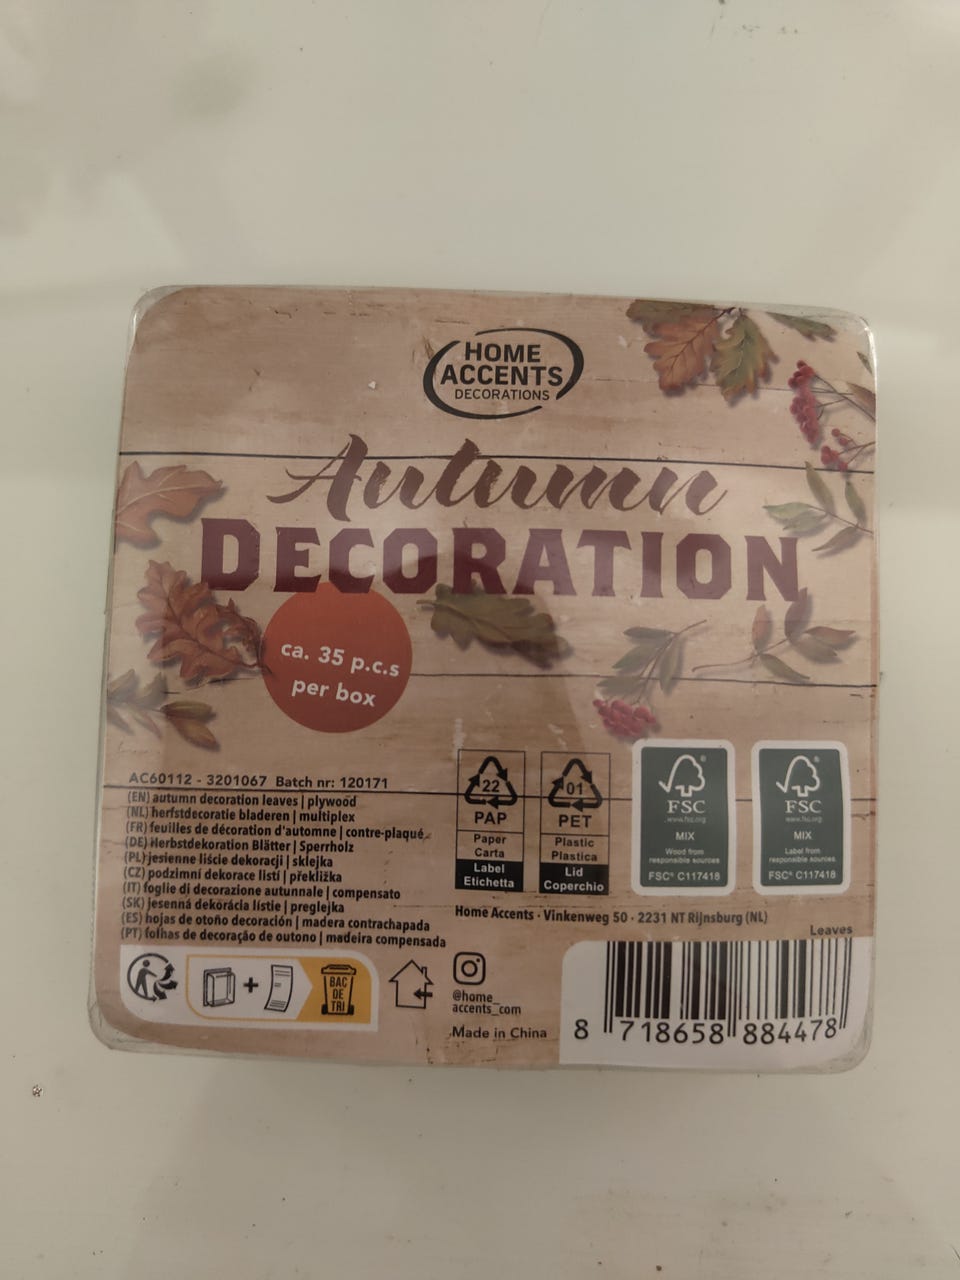 HOME
ACCENTS
DECORATIONS
Autumn
DECORATION
ca. 35 p.c.s
per box
AC60112 - 3201067 Batch nr: 120171
(EN) autumn decoration leaves | plywood
(NL) herfstdecoratie bladeren | multiplex
(FR) feuilles de décoration d'automne | contre-plaqué
(DE) Herbstdekoration Blätter | Sperrholz
(PL) jesienne liście dekoracji | sklejka
(CZ) podzimní dekorace listí | překližka
(IT) foglie di decorazione autunnale | compensato
(SK) jesenná dekorácia lístie | preglejka
(ES) hojas de otoño decoración | madera contrachapada
(PT) folhas de decoração de outono | madeira compensada
22
PAP
Paper
Carta
Label
Etichetta
01
PET
Plastic
Plastica
Lid
Coperchio
FSC
www.fsc.org
MIX
Wood from
responsible sources
FSC® C117418
FSC
www.fsc.org
MIX
Label from
responsible sources
FSC® C117418
Home Accents · Vinkenweg 50 · 2231 NT Rijnsburg (NL)
Leaves
+
BAC
DE
TRI
@home_
accents_com
Made in China
8 718658 884478